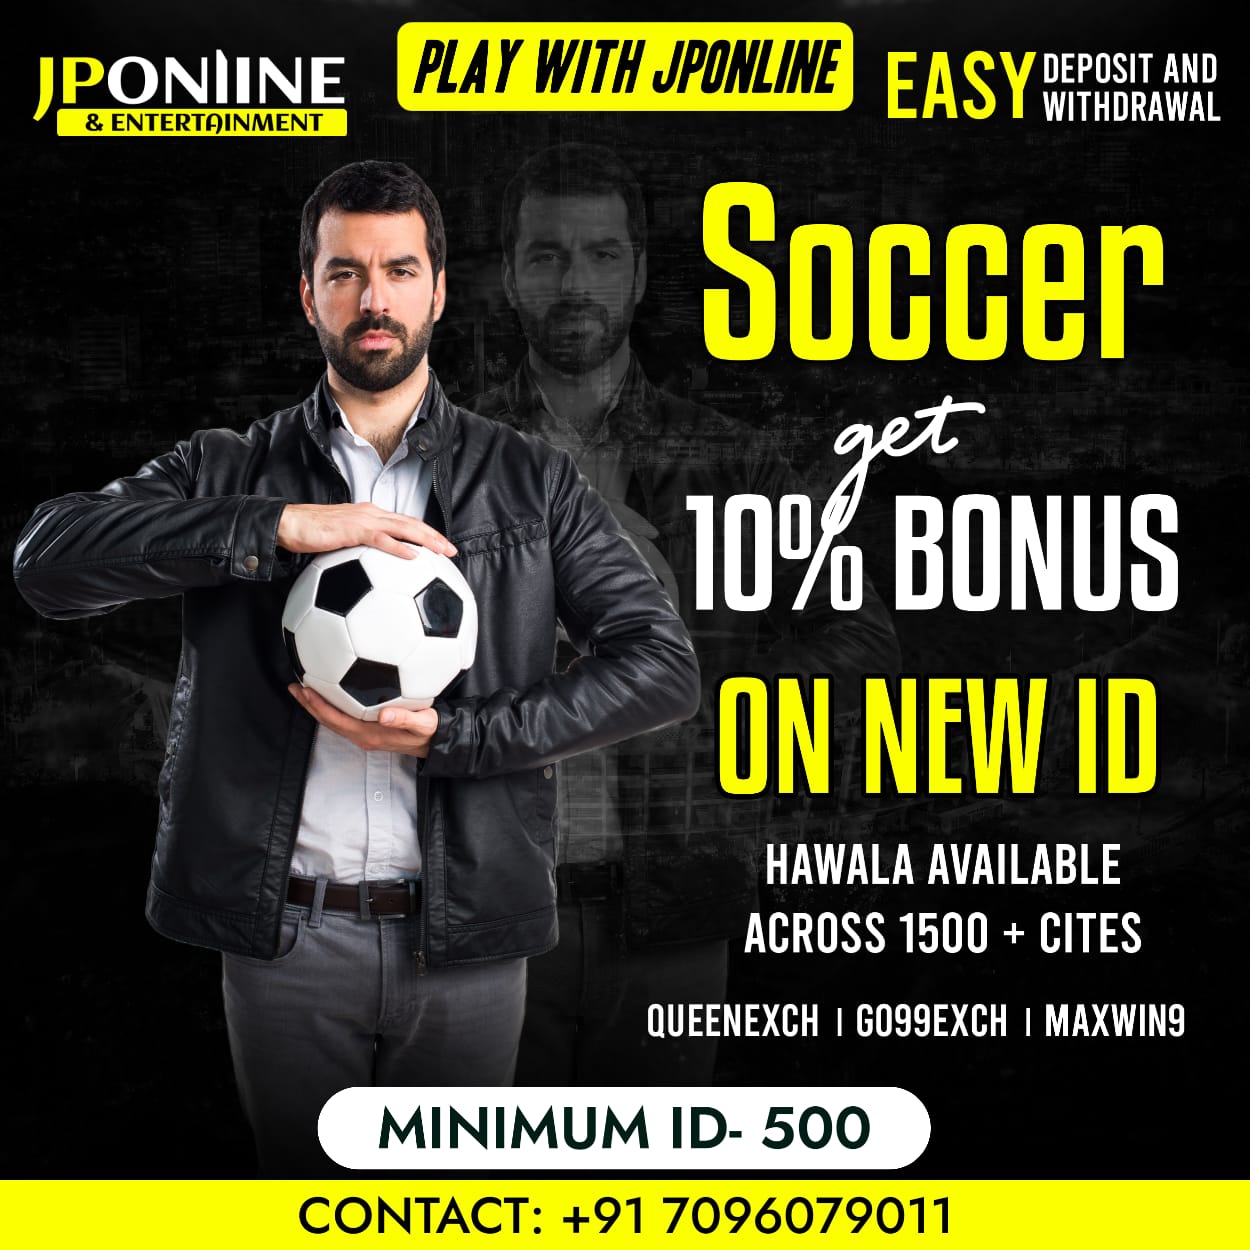 JPONLINE
& ENTERTAINMENT
PLAY WITH JPONLINE
EASY DEPOSIT AND
WITHDRAWAL
Soccer
get
10% BONUS
ON NEW ID
HAWALA AVAILABLE
ACROSS 1500 + CITES
QUEENEXCH | GO99EXCH | MAXWIN9
MINIMUM ID- 500
CONTACT: +91 7096079011